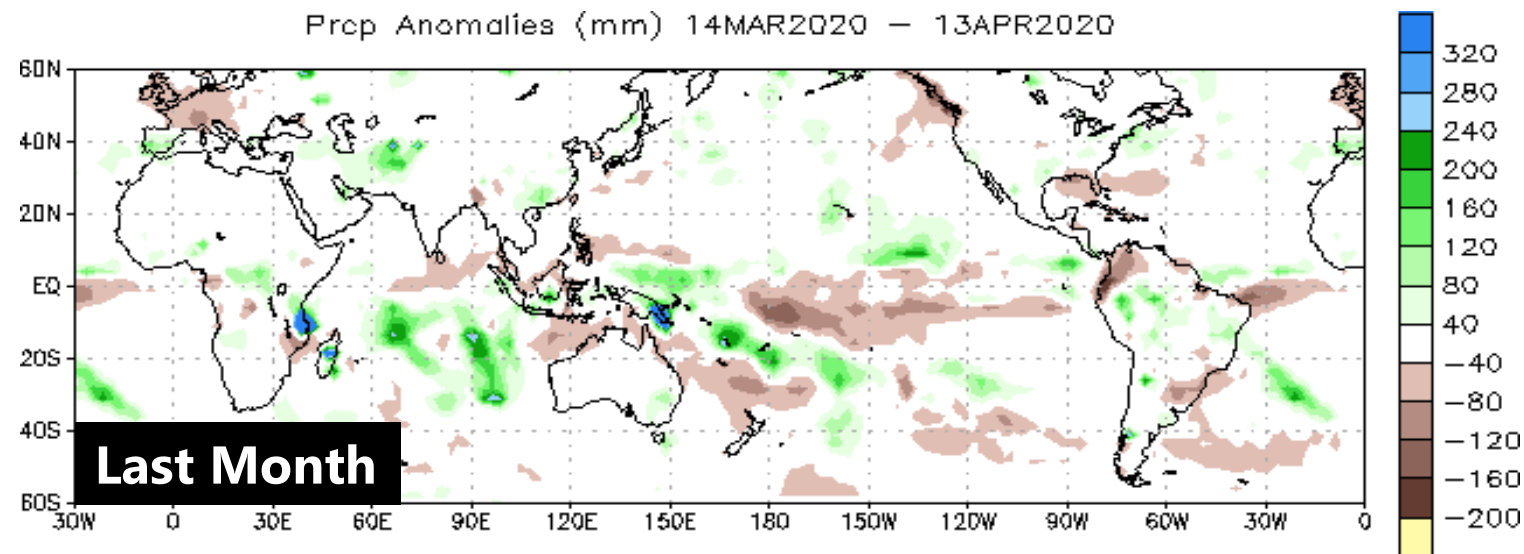 Prcp Anomalies (mm) 14MAR2020 – 13APR2020
60N
40N
20N
EQ
20S
40S
60S
30W 0 30E 60E 90E 120E 150E 180 150W 120W 90W 60W 30W 0
Last Month
320
280
240
200
160
120
80
40
−40
−80
−120
−160
−200